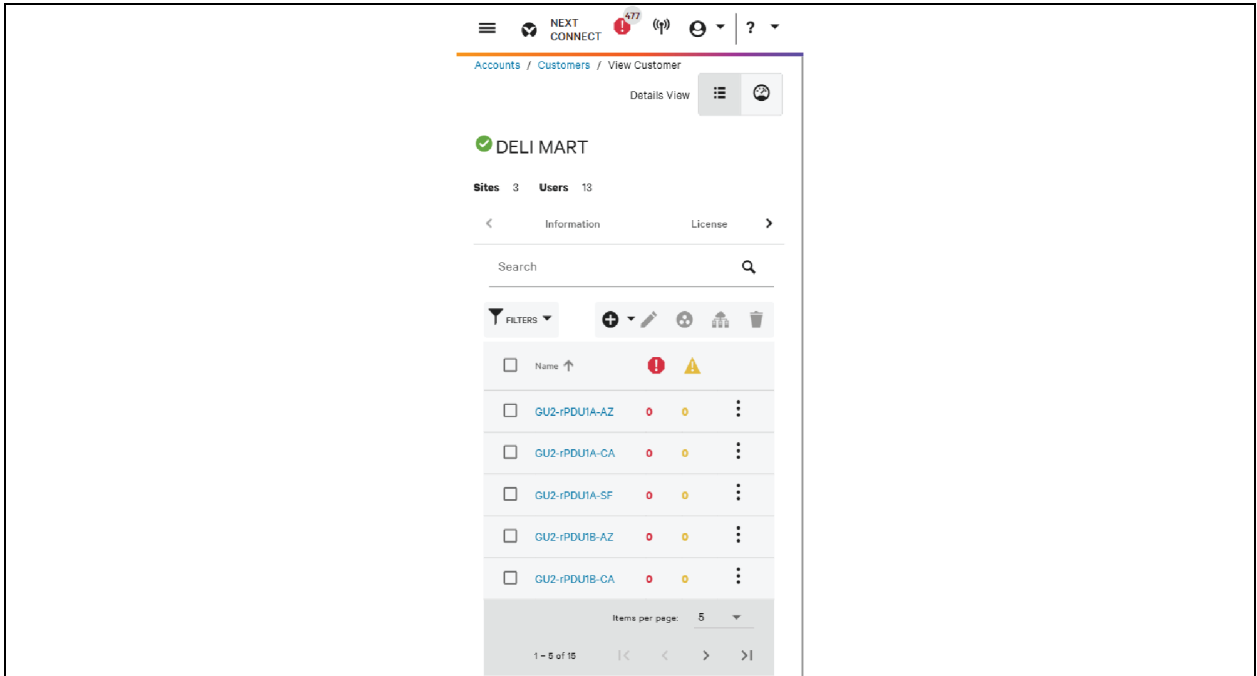 477
NEXT
CONNECT
?
Accounts / Customers / View Customer
Details View
DELI MART
Sites 3 Users 13
Information License
Search
FILTERS
Name
GU2-rPDU1A-AZ 0 0
GU2-rPDU1A-CA 0 0
GU2-rPDU1A-SF 0 0
GU2-rPDU1B-AZ 0 0
GU2-rPDU1B-CA 0 0
Items per page: 5
1 – 5 of 15